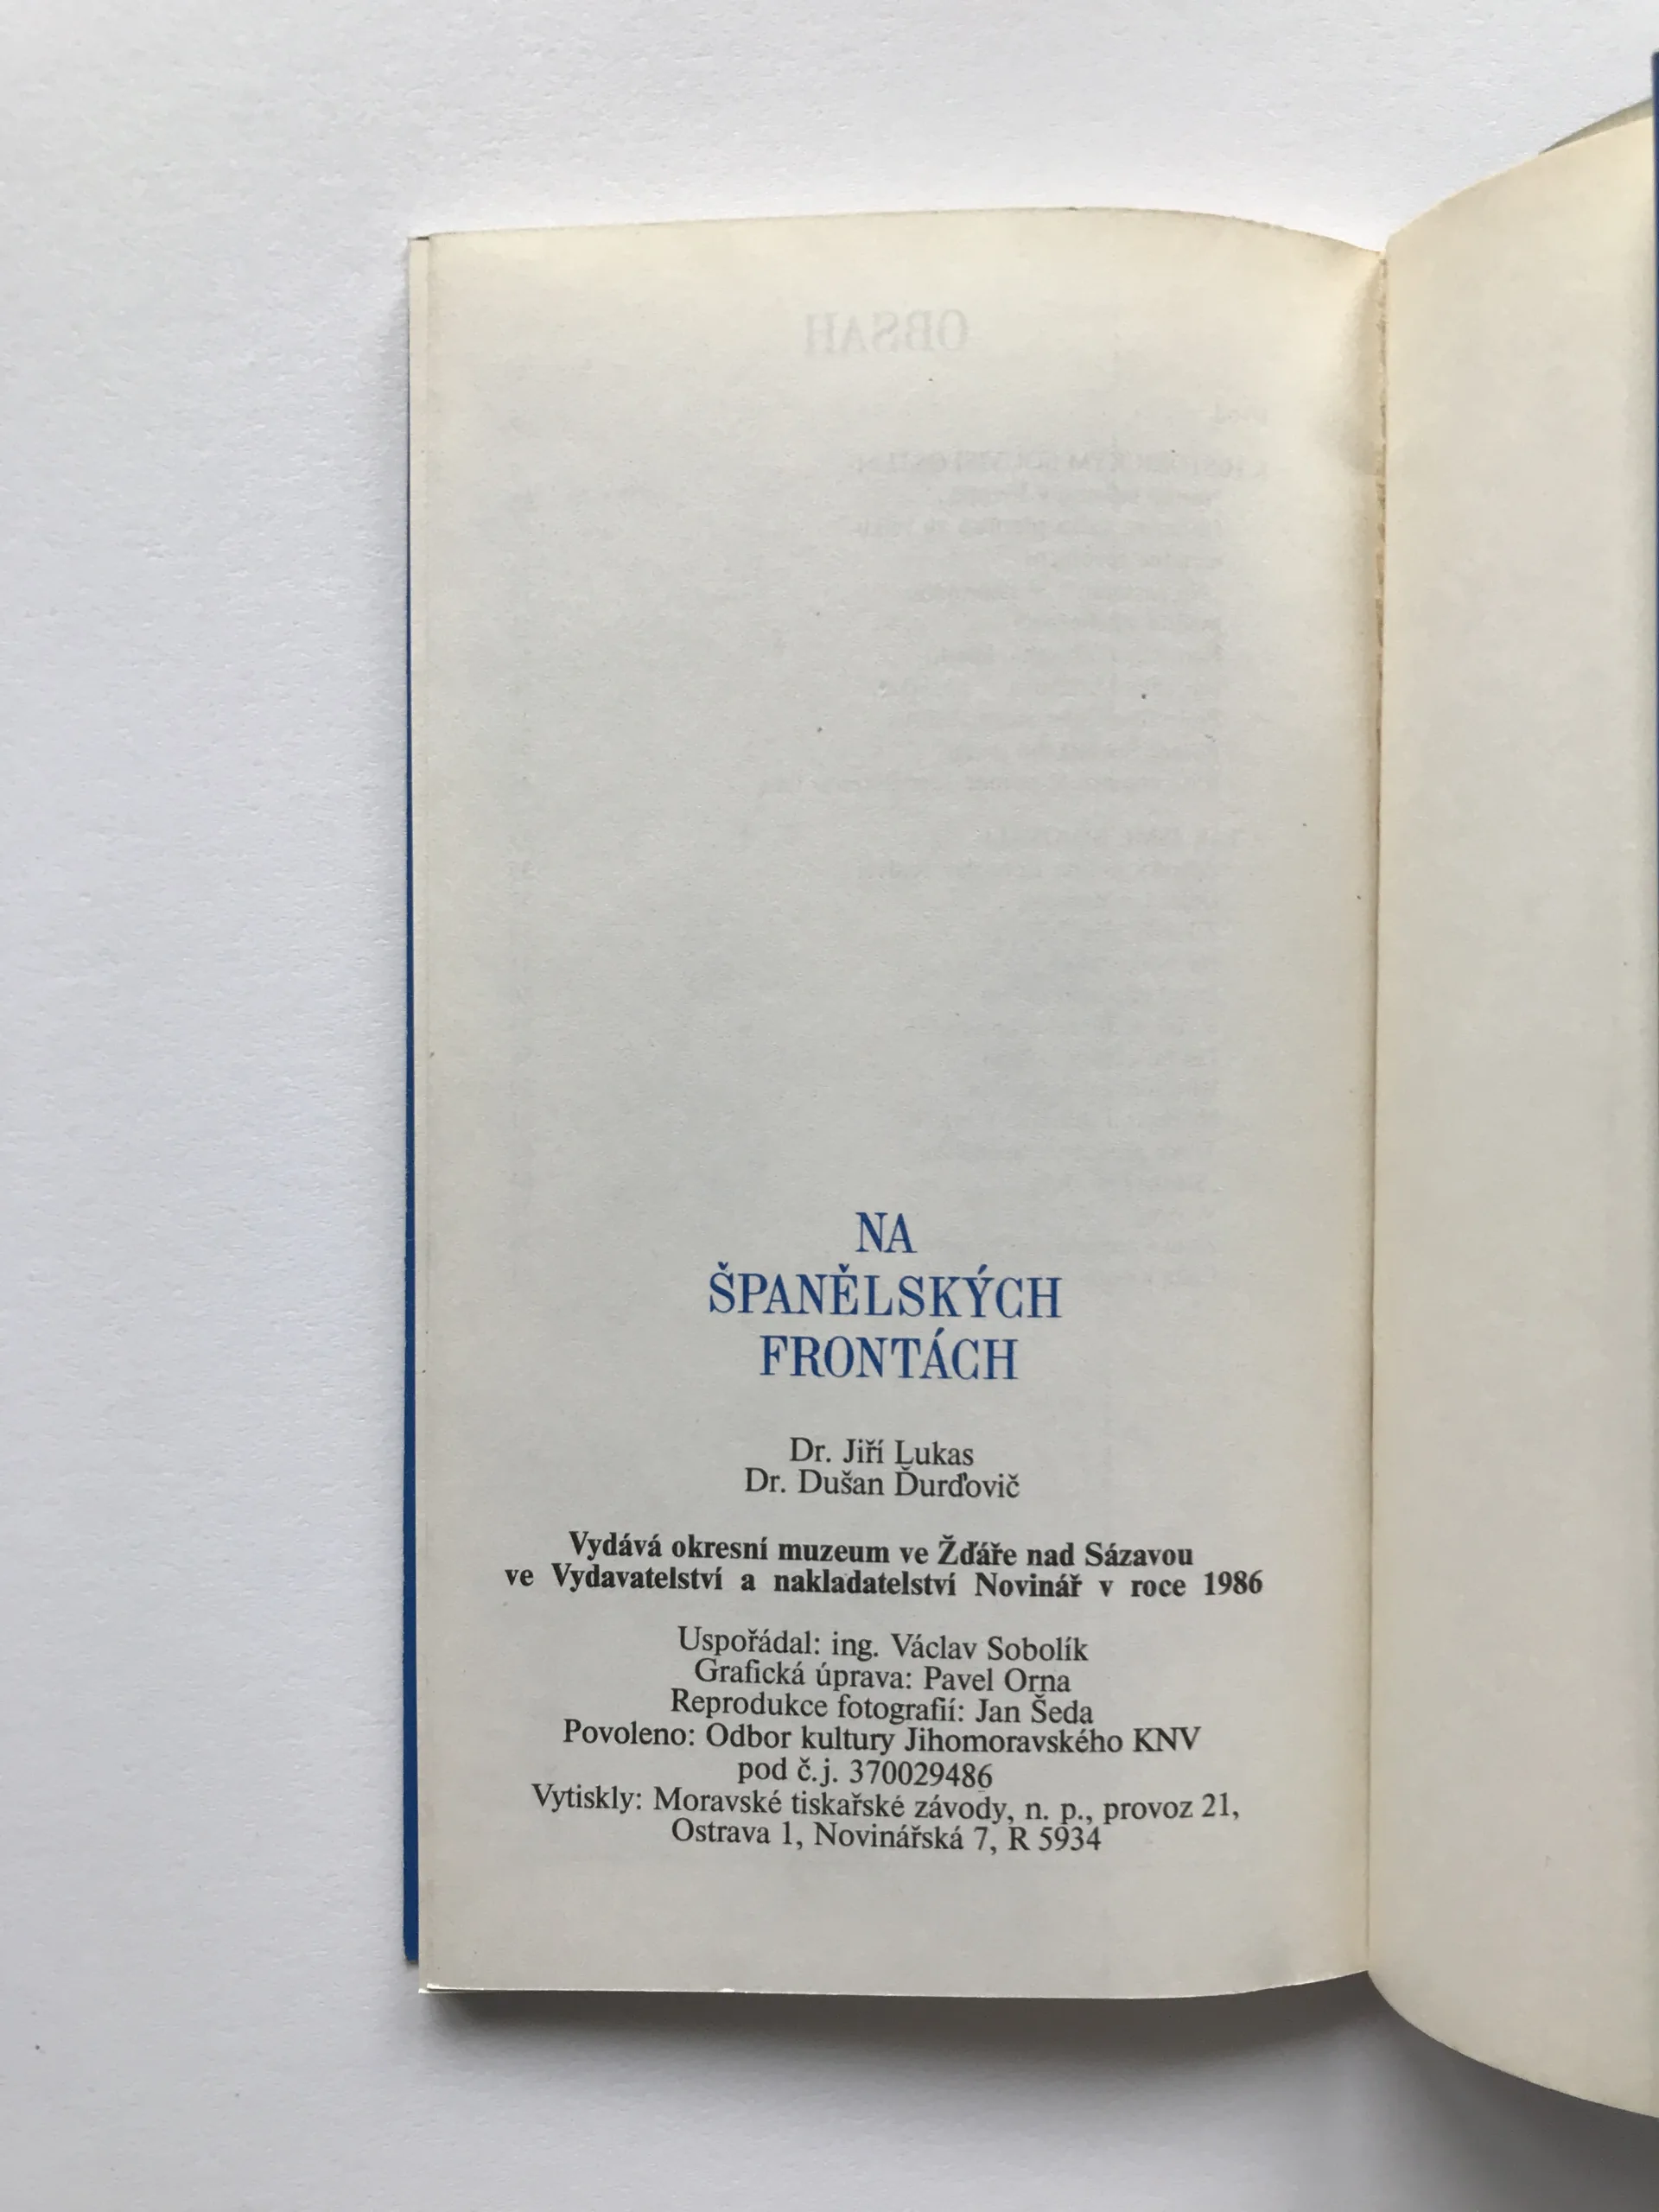 OBSAH
NA
ŠPANĚLSKÝCH
FRONTÁCH
Dr. Jiří Lukas
Dr. Dušan Ďurďovič
Vydává okresní muzeum ve Žďáře nad Sázavou
ve Vydavatelství a nakladatelství Novinář v roce 1986
Uspořádal: ing. Václav Sobolík
Grafická úprava: Pavel Orna
Reprodukce fotografií: Jan Šeda
Povoleno: Odbor kultury Jihomoravského KNV
pod č.j. 370029486
Vytiskly: Moravské tiskařské závody, n. p., provoz 21,
Ostrava 1, Novinářská 7, R 5934